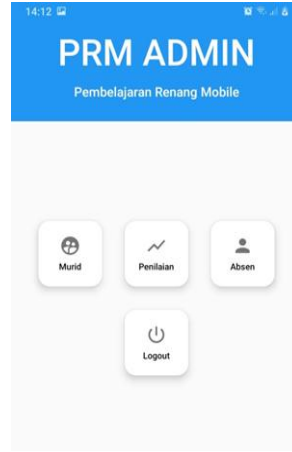 14:12
PRM ADMIN
Pembelajaran Renang Mobile
Murid
Penilaian
Absen
Logout